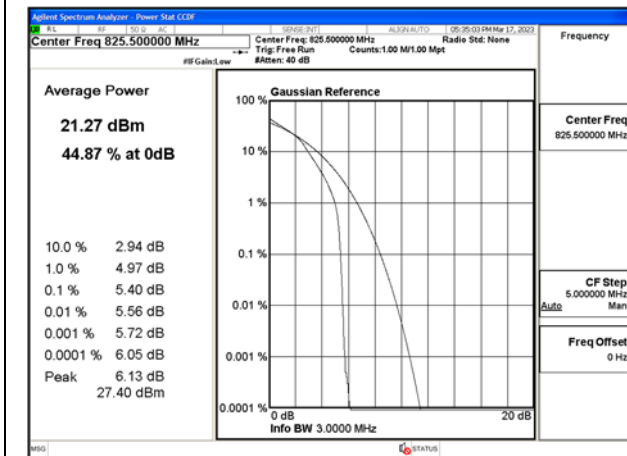 Agilent Spectrum Analyzer - Power Stat CCDF
RL RF 50 Ω AC SENSE:INT ALIGN AUTO 05:35:03 PM Mar 17, 2023
Center Freq 825.500000 MHz
Center Freq: 825.500000 MHz Radio Std: None
Trig: Free Run Counts:1.00 M/1.00 Mpt
#IFGain:Low #Atten: 40 dB
Frequency
Average Power
21.27 dBm
44.87 % at 0dB
10.0 % 2.94 dB
1.0 % 4.97 dB
0.1 % 5.40 dB
0.01 % 5.56 dB
0.001 % 5.72 dB
0.0001 % 6.05 dB
Peak 6.13 dB
27.40 dBm
Gaussian Reference
100 %
10 %
1 %
0.1 %
0.01 %
0.001 %
0.0001 %
0 dB 20 dB
Info BW 3.0000 MHz
Center Freq
825.500000 MHz
CF Step
5.000000 MHz
Auto Man
Freq Offset
0 Hz
MSG STATUS